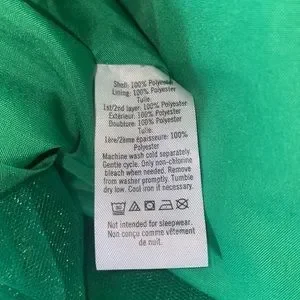 Shell: 100% Polyester
Lining: 100% Polyester
Tulle
1st/2nd layer: 100% Polyester
Extérieur: 100% Polyester
Doublure: 100% Polyester
Tulle
1ère/2ème épaisseur: 100%
Polyester
Machine wash cold separately.
Gentle cycle. Only non-chlorine
bleach when needed. Remove
from washer promptly. Tumble
dry low. Cool iron if necessary.
Not intended for sleepwear.
Non conçu comme vêtement
de nuit.